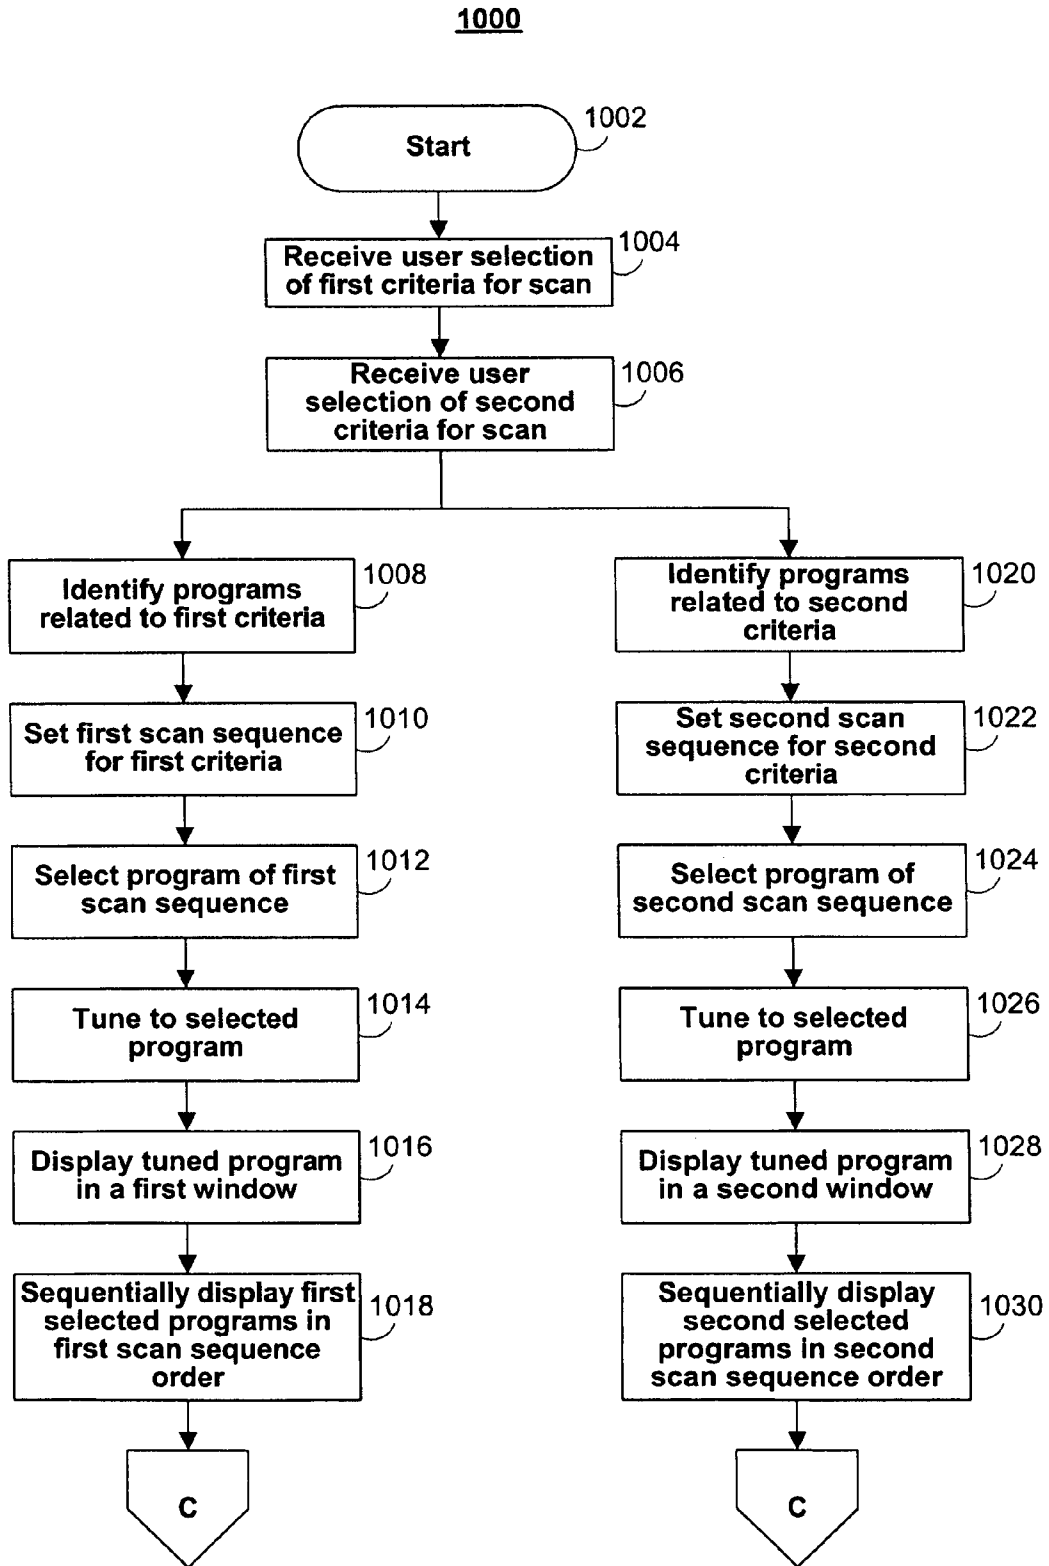 1000
Start
1002
Receive user selection
of first criteria for scan
1004
Receive user
selection of second
criteria for scan
1006
Identify programs
related to first criteria
1008
Set first scan sequence
for first criteria
1010
Select program of first
scan sequence
1012
Tune to selected
program
1014
Display tuned program
in a first window
1016
Sequentially display first
selected programs in
first scan sequence
order
1018
C
Identify programs
related to second
criteria
1020
Set second scan
sequence for second
criteria
1022
Select program of
second scan sequence
1024
Tune to selected
program
1026
Display tuned program
in a second window
1028
Sequentially display
second selected
programs in second
scan sequence order
1030
C